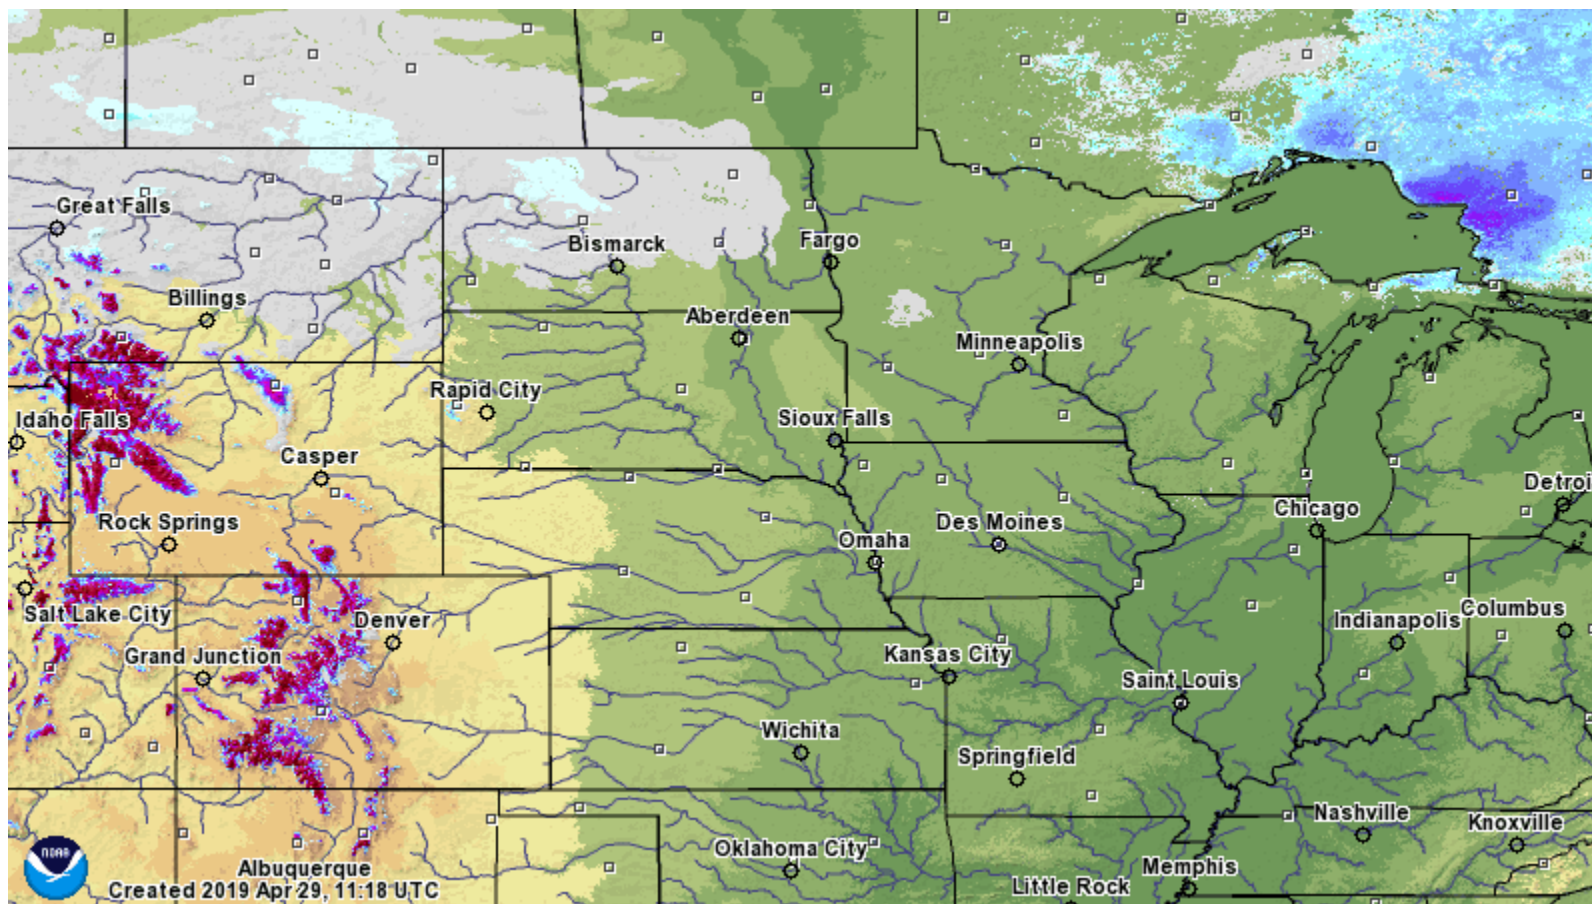 Great Falls
Bismarck
Fargo
Billings
Aberdeen
Minneapolis
Rapid City
Idaho Falls
Sioux Falls
Casper
Detroi
Rock Springs
Des Moines
Chicago
Omaha
Salt Lake City
Denver
Indianapolis
Columbus
Grand Junction
Kansas City
Saint Louis
Wichita
Springfield
Nashville
Knoxville
NOAA
Oklahoma City
Albuquerque
Memphis
Little Rock
Created 2019 Apr 29, 11:18 UTC